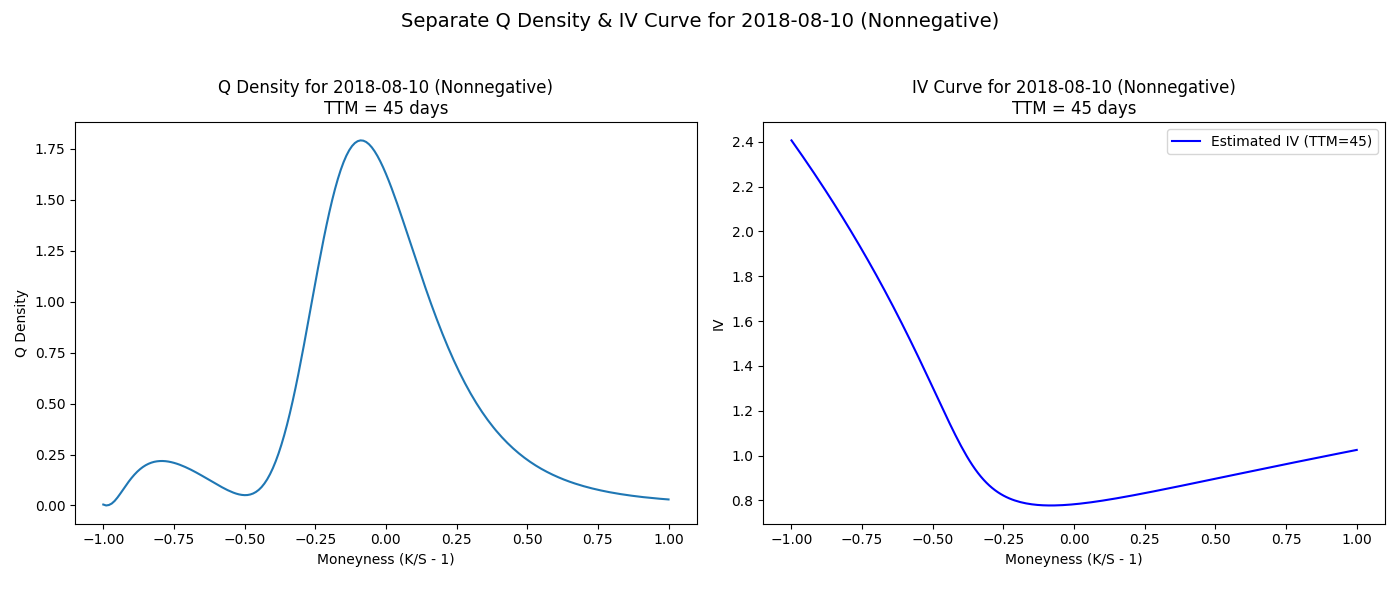 Separate Q Density & IV Curve for 2018-08-10 (Nonnegative)
Q Density for 2018-08-10 (Nonnegative)
TTM = 45 days
Q Density
1.75
1.50
1.25
1.00
0.75
0.50
0.25
0.00
−1.00 −0.75 −0.50 −0.25 0.00 0.25 0.50 0.75 1.00
Moneyness (K/S - 1)
IV Curve for 2018-08-10 (Nonnegative)
TTM = 45 days
Estimated IV (TTM=45)
IV
2.4
2.2
2.0
1.8
1.6
1.4
1.2
1.0
0.8
−1.00 −0.75 −0.50 −0.25 0.00 0.25 0.50 0.75 1.00
Moneyness (K/S - 1)